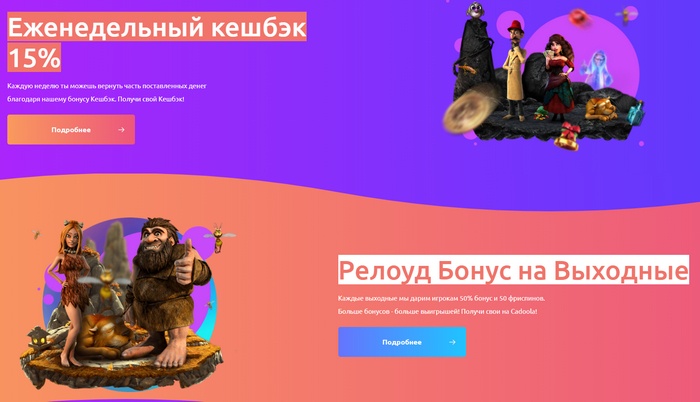 Еженедельный кешбэк
15%
Каждую неделю ты можешь вернуть часть поставленных денег
благодаря нашему бонусу Кешбэк. Получи свой Кешбэк!
Подробнее
Релоуд Бонус на Выходные
Каждые выходные мы дарим игрокам 50% бонус и 50 фриспинов.
Больше бонусов - больше выигрышей! Получи свои на Cadoola!
Подробнее